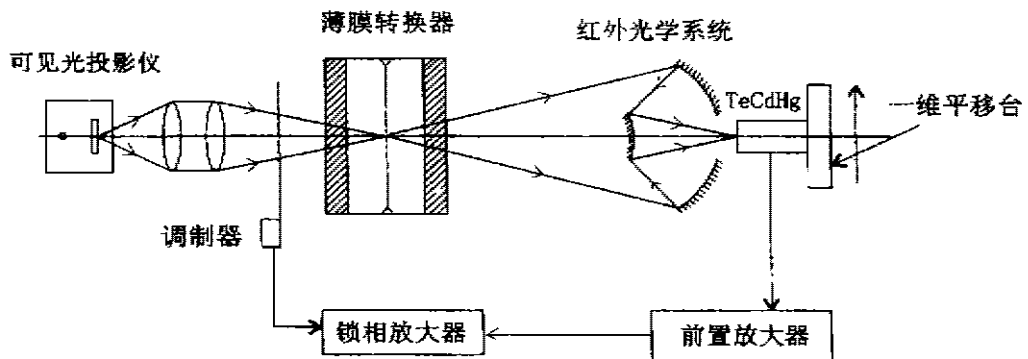 薄膜转换器
红外光学系统
可见光投影仪
TeCdHg
一维平移台
调制器
锁相放大器
前置放大器